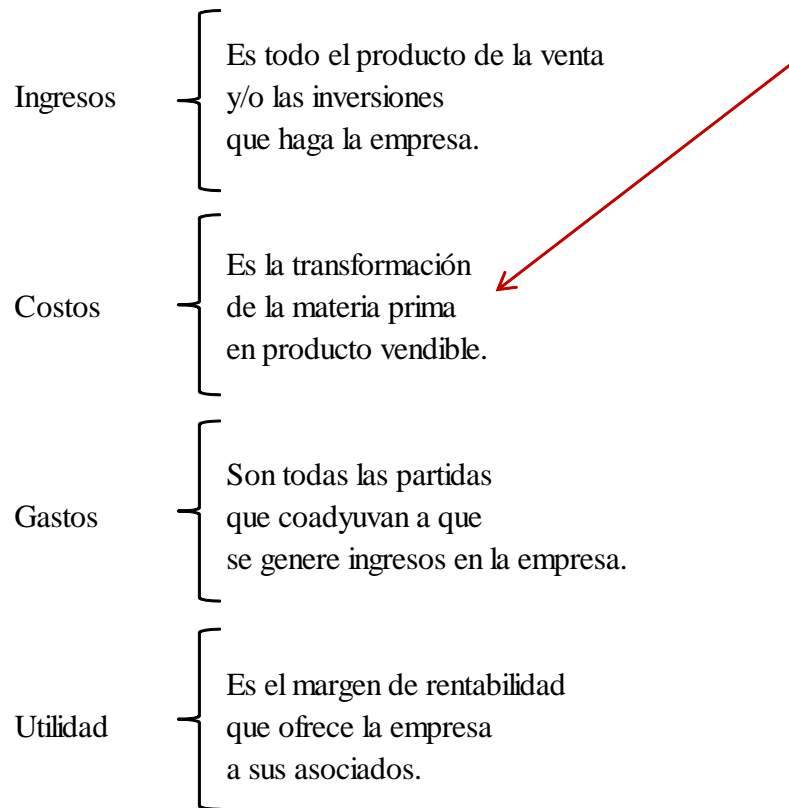 Ingresos
Es todo el producto de la venta
y/o las inversiones
que haga la empresa.
Costos
Es la transformación
de la materia prima
en producto vendible.
Gastos
Son todas las partidas
que coadyuvan a que
se genere ingresos en la empresa.
Utilidad
Es el margen de rentabilidad
que ofrece la empresa
a sus asociados.